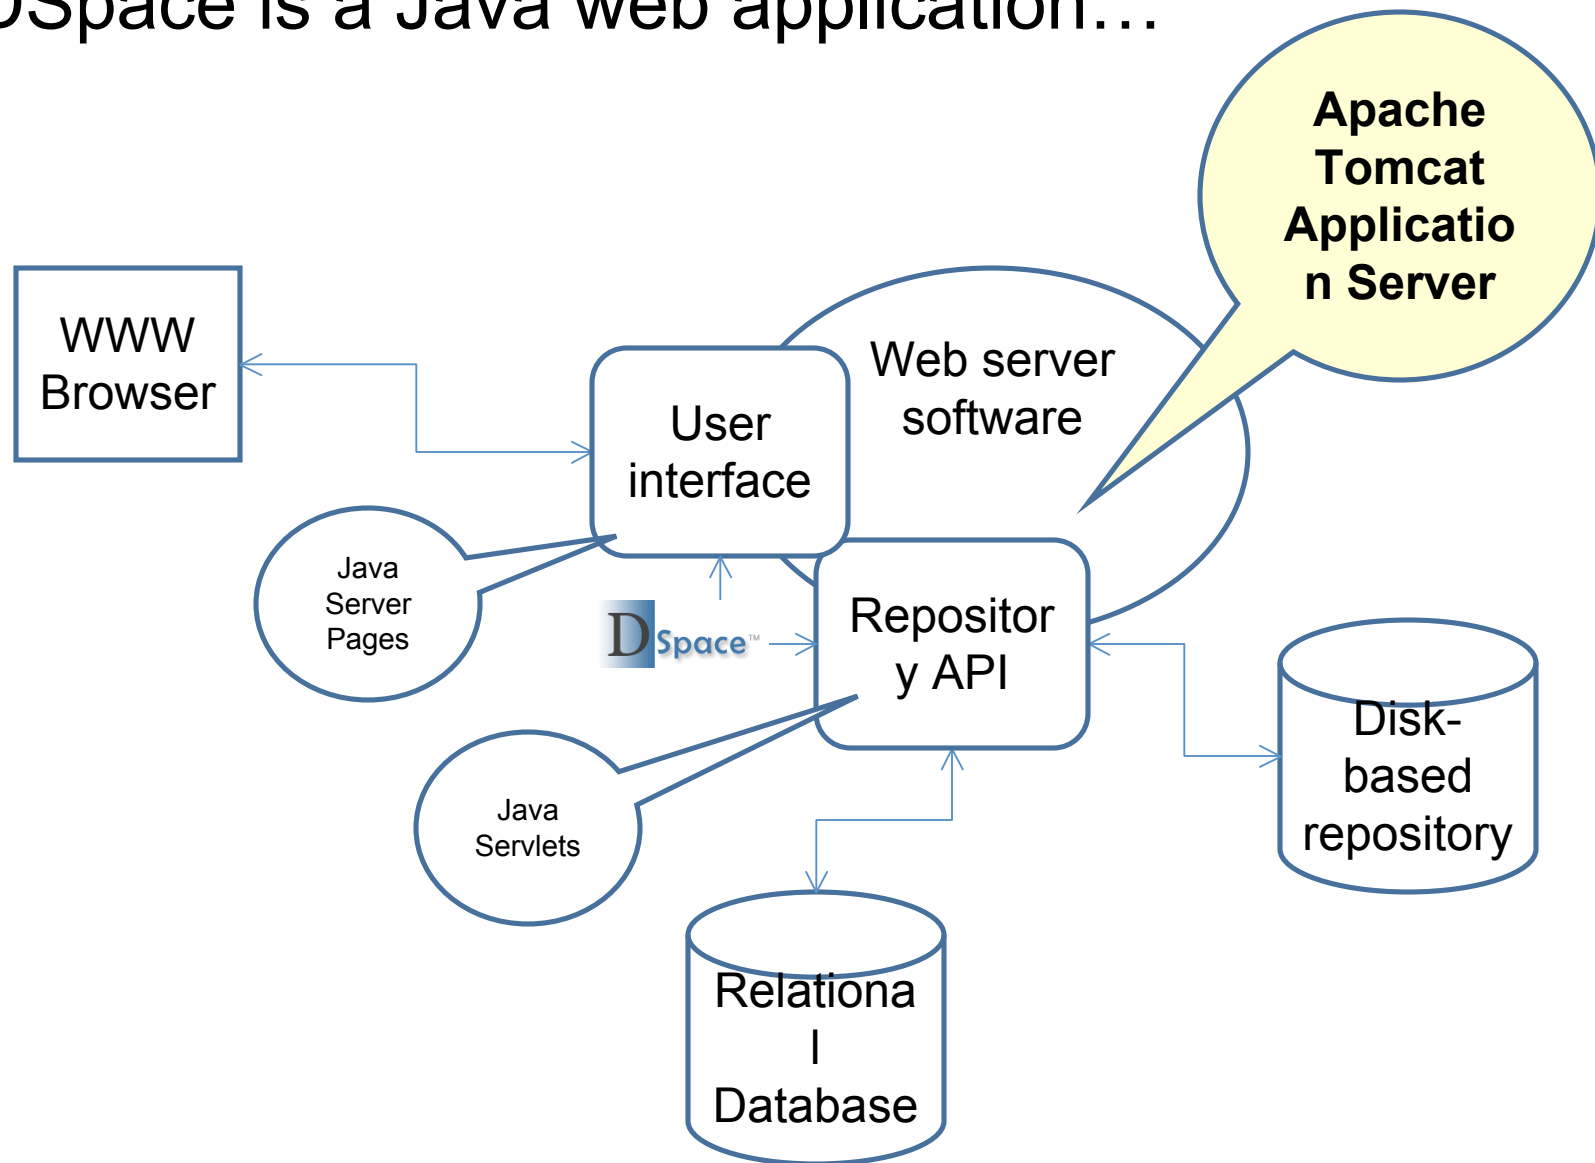 DSpace is a Java web application…
Apache
Tomcat
Applicatio
n Server
WWW
Browser
Web server
software
User
interface
Java
Server
Pages
DSpace™
Repositor
y API
Disk-
based
repository
Java
Servlets
Relationa
l
Database